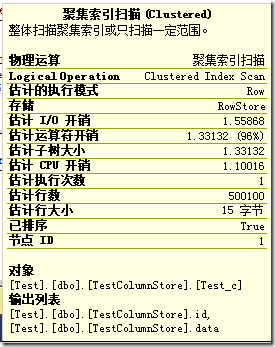 聚集索引扫描 (Clustered)
整体扫描聚集索引或只扫描一定范围。
物理运算 聚集索引扫描
Logical Operation Clustered Index Scan
估计的执行模式 Row
存储 RowStore
估计 I/O 开销 1.55868
估计运算符开销 1.33132 (96%)
估计子树大小 1.33132
估计 CPU 开销 1.10016
估计执行次数 1
估计行数 500100
估计行大小 15 字节
已排序 True
节点 ID 1
对象
[Test].[dbo].[TestColumnStore].[Test_c]
输出列表
[Test].[dbo].[TestColumnStore].id,
[Test].[dbo].[TestColumnStore].data